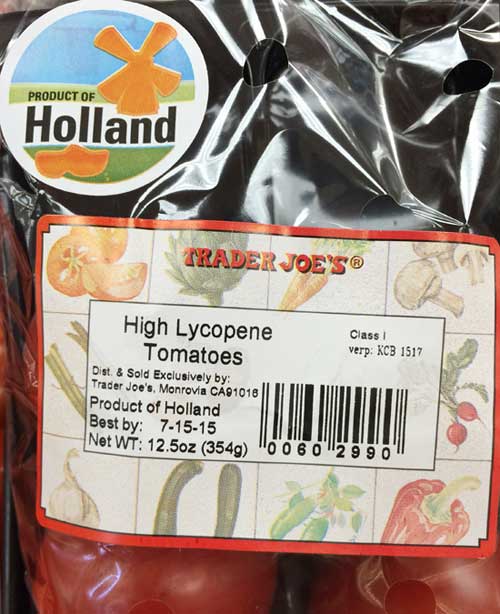 PRODUCT OF
Holland
TRADER JOE'S®
High Lycopene
Tomatoes
Class I
verp: KCB 1517
Dist. & Sold Exclusively by:
Trader Joe's, Monrovia CA91016
Product of Holland
Best by: 7-15-15
Net WT: 12.5oz (354g)
0060 2990